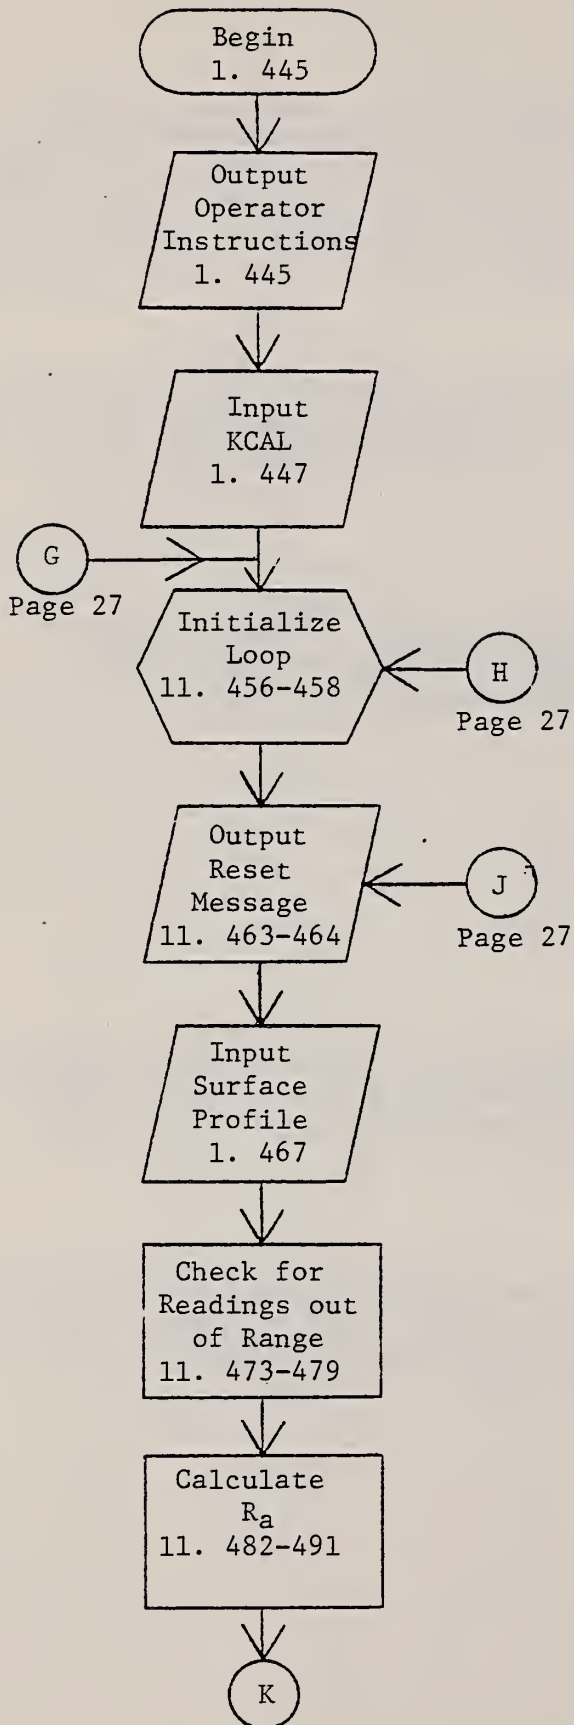 Begin
1. 445
Output
Operator
Instructions
1. 445
Input
KCAL
1. 447
G
Page 27
Initialize
Loop
11. 456-458
H
Page 27
Output
Reset
Message
11. 463-464
J
Page 27
Input
Surface
Profile
1. 467
Check for
Readings out
of Range
11. 473-479
Calculate
Ra
11. 482-491
K